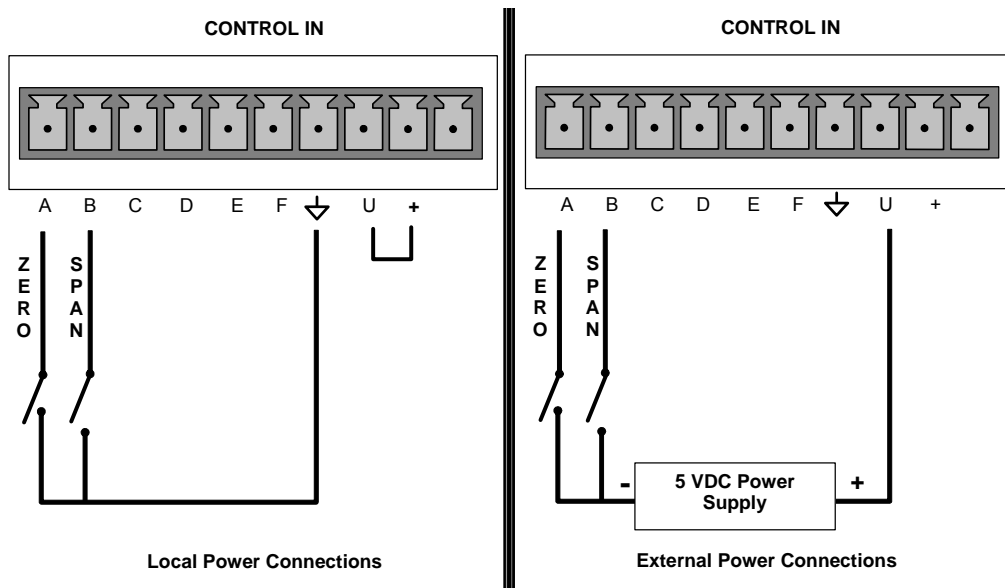 CONTROL IN
A B C D E F U +
ZERO
SPAN
Local Power Connections
CONTROL IN
A B C D E F U +
ZERO
SPAN
- 5 VDC Power +
Supply
External Power Connections